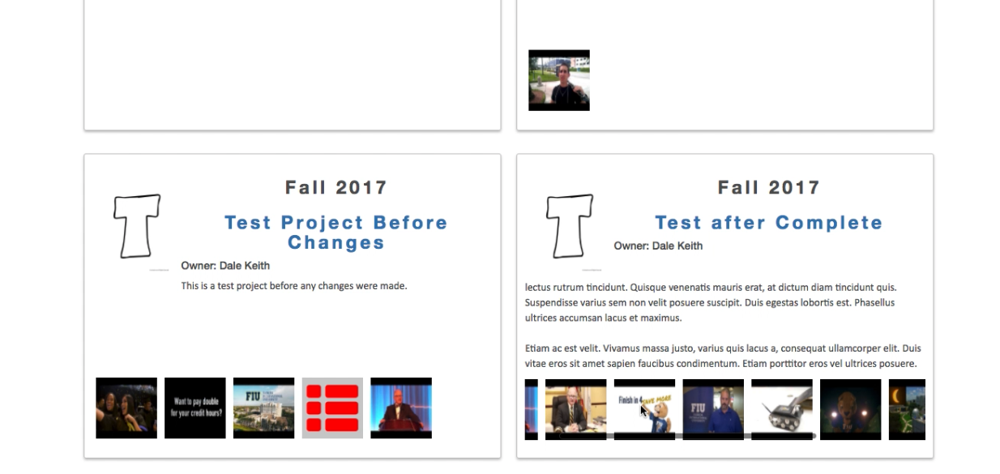 Fall 2017
Test Project Before
Changes
Owner: Dale Keith
This is a test project before any changes were made.
Want to pay double
for your credit hours?
FIU
Fall 2017
Test after Complete
Owner: Dale Keith
lectus rutrum tincidunt. Quisque venenatis mauris erat, at dictum diam tincidunt quis.
Suspendisse varius sem non velit posuere suscipit. Duis egestas lobortis est. Phasellus
ultrices accumsan lacus et maximus.
Etiam ac est velit. Vivamus massa justo, varius quis lacus a, consequat ullamcorper elit. Duis
vitae eros sit amet sapien faucibus condimentum. Etiam porttitor eros vel ultrices posuere.
Finish in 4
SAVE MORE
FIU